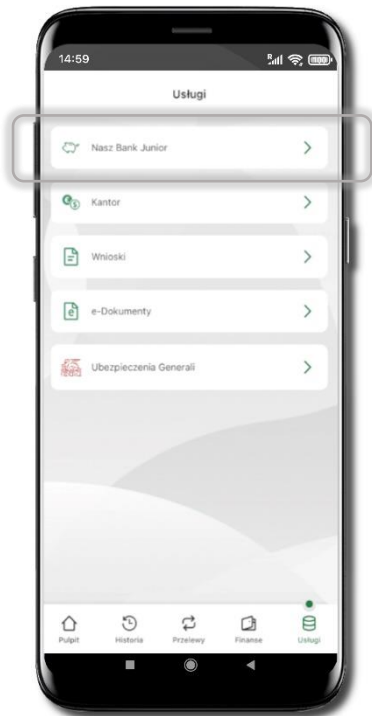 14:59
Usługi
Nasz Bank Junior
Kantor
Wnioski
e-Dokumenty
Ubezpieczenia Generali
Pulpit
Historia
Przelewy
Finanse
Usługi